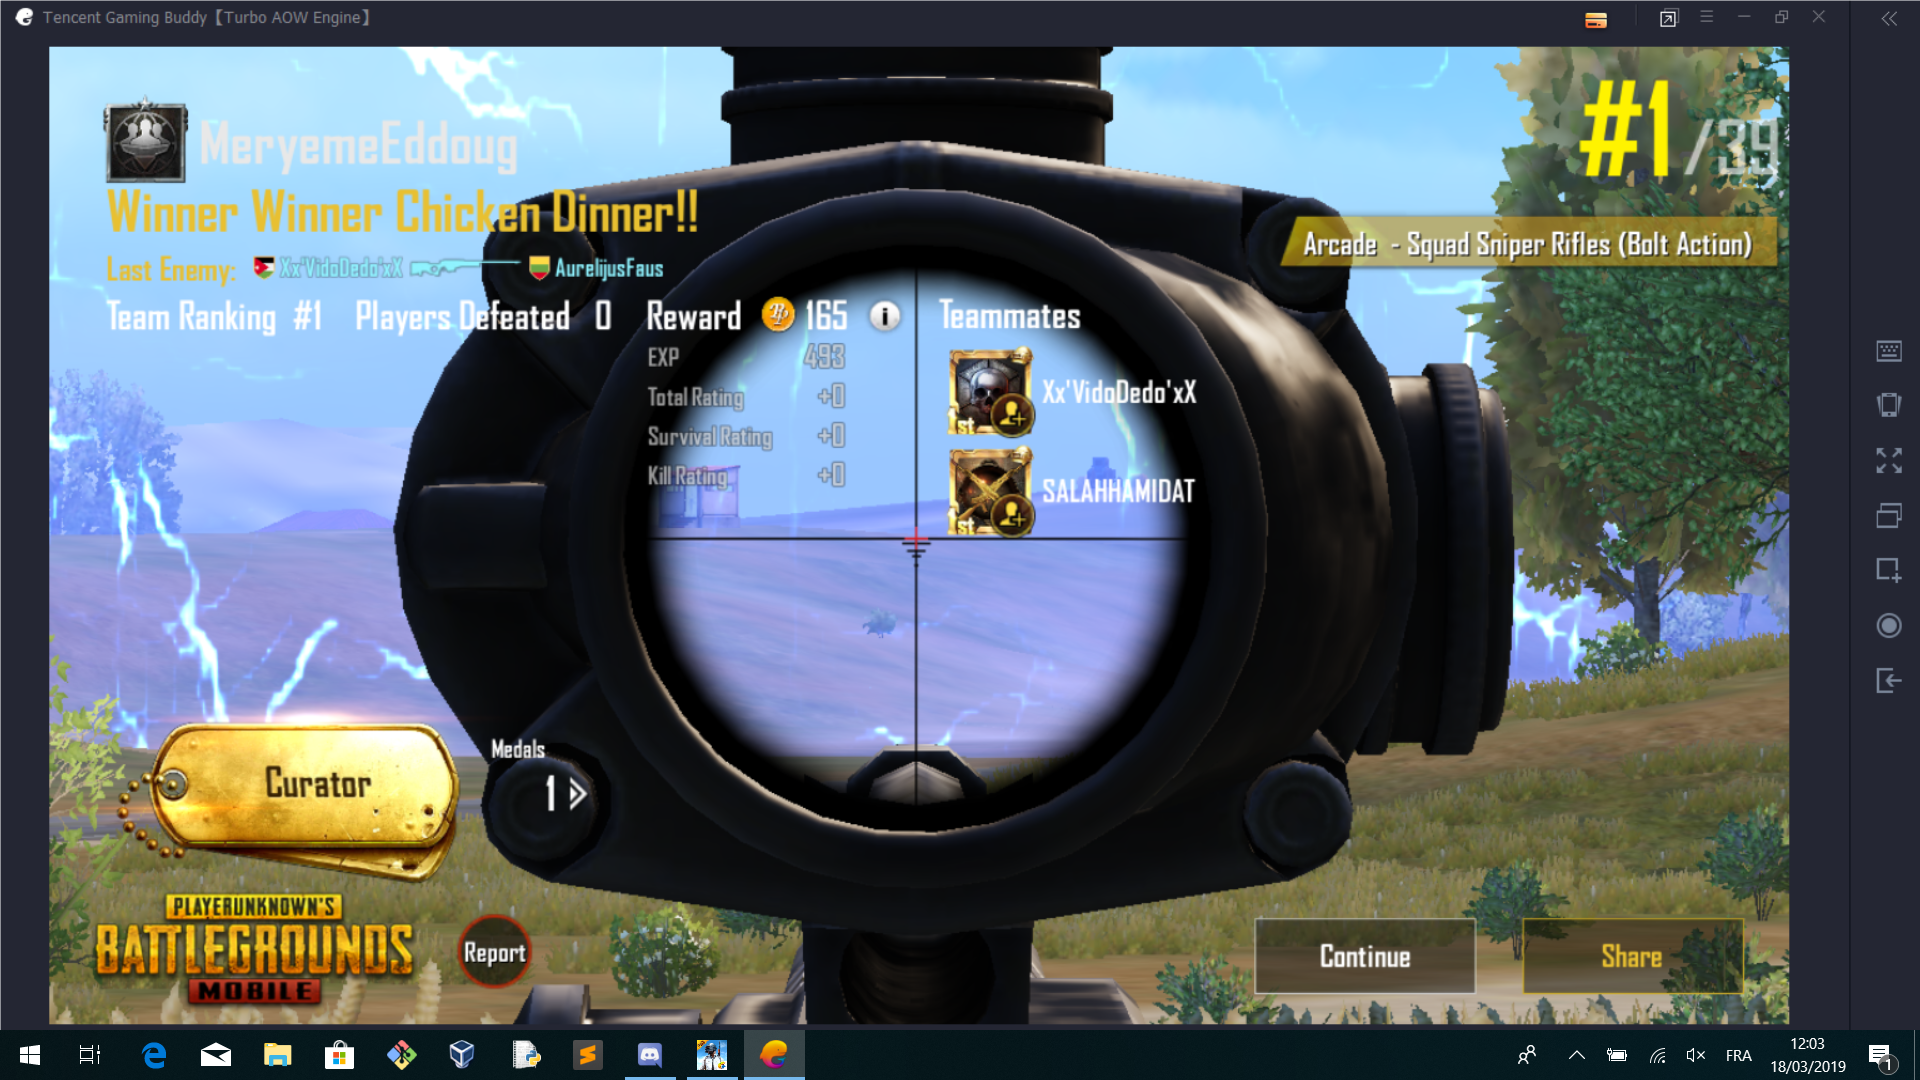 Tencent Gaming Buddy【Turbo AOW Engine】
MeryemeEddoug
#1/39
Winner Winner Chicken Dinner!!
Arcade - Squad Sniper Rifles (Bolt Action)
Last Enemy: Xx'VidoDedo'xX AurelijusFaus
Team Ranking #1 Players Defeated 0 Reward 165 Teammates
EXP 493
Total Rating +0
Survival Rating +0
Kill Rating +0
1st Xx'VidoDedo'xX
1st SALAHHAMIDAT
Medals
1
Curator
PLAYERUNKNOWN'S
BATTLEGROUNDS
MOBILE
Report
Continue
Share
FRA
12:03
18/03/2019
1